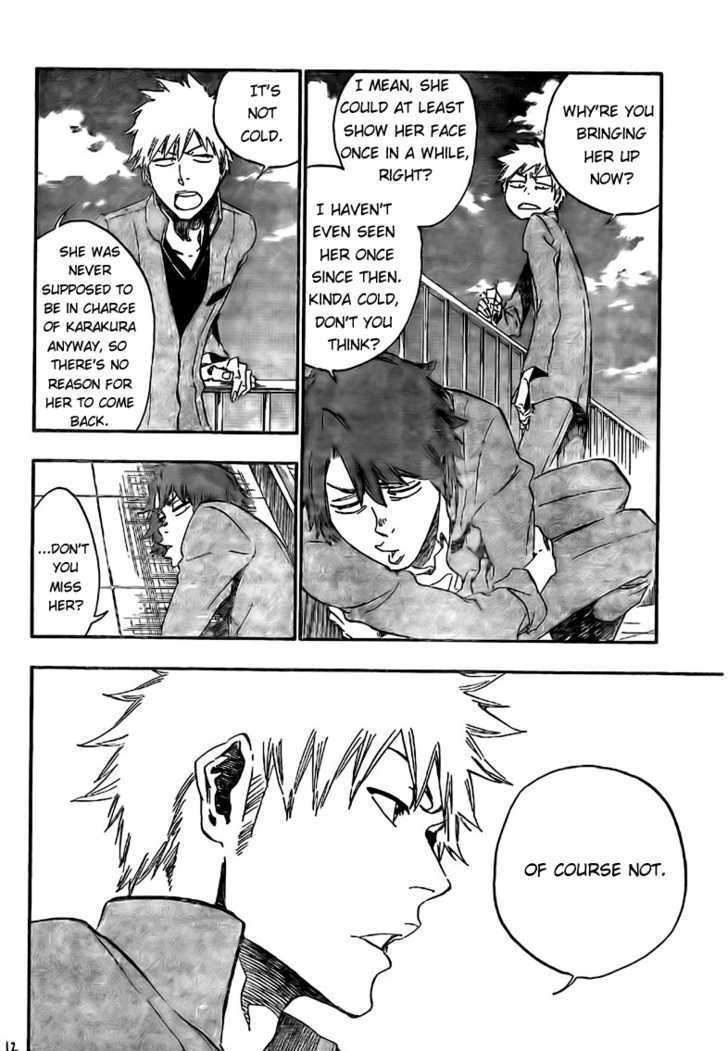 WHY'RE YOU
BRINGING
HER UP
NOW?
I MEAN, SHE
COULD AT LEAST
SHOW HER FACE
ONCE IN A WHILE,
RIGHT?
I HAVEN'T
EVEN SEEN
HER ONCE
SINCE THEN.
KINDA COLD,
DON'T YOU
THINK?
IT'S
NOT
COLD.
SHE WAS
NEVER
SUPPOSED TO
BE IN CHARGE
OF KARAKURA
ANYWAY, SO
THERE'S NO
REASON FOR
HER TO COME
BACK.
...DON'T
YOU
MISS
HER?
OF COURSE NOT.
12